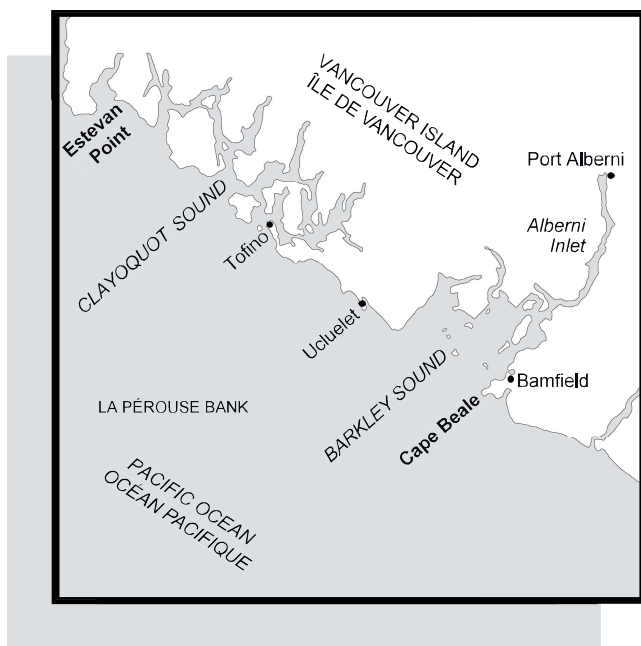 VANCOUVER ISLAND
ÎLE DE VANCOUVER
Estevan
Point
Port Alberni
CLAYOQUOT SOUND
Alberni
Inlet
Tofino
Ucluelet
BARKLEY SOUND
Bamfield
Cape Beale
LA PÉROUSE BANK
PACIFIC OCEAN
OCÉAN PACIFIQUE